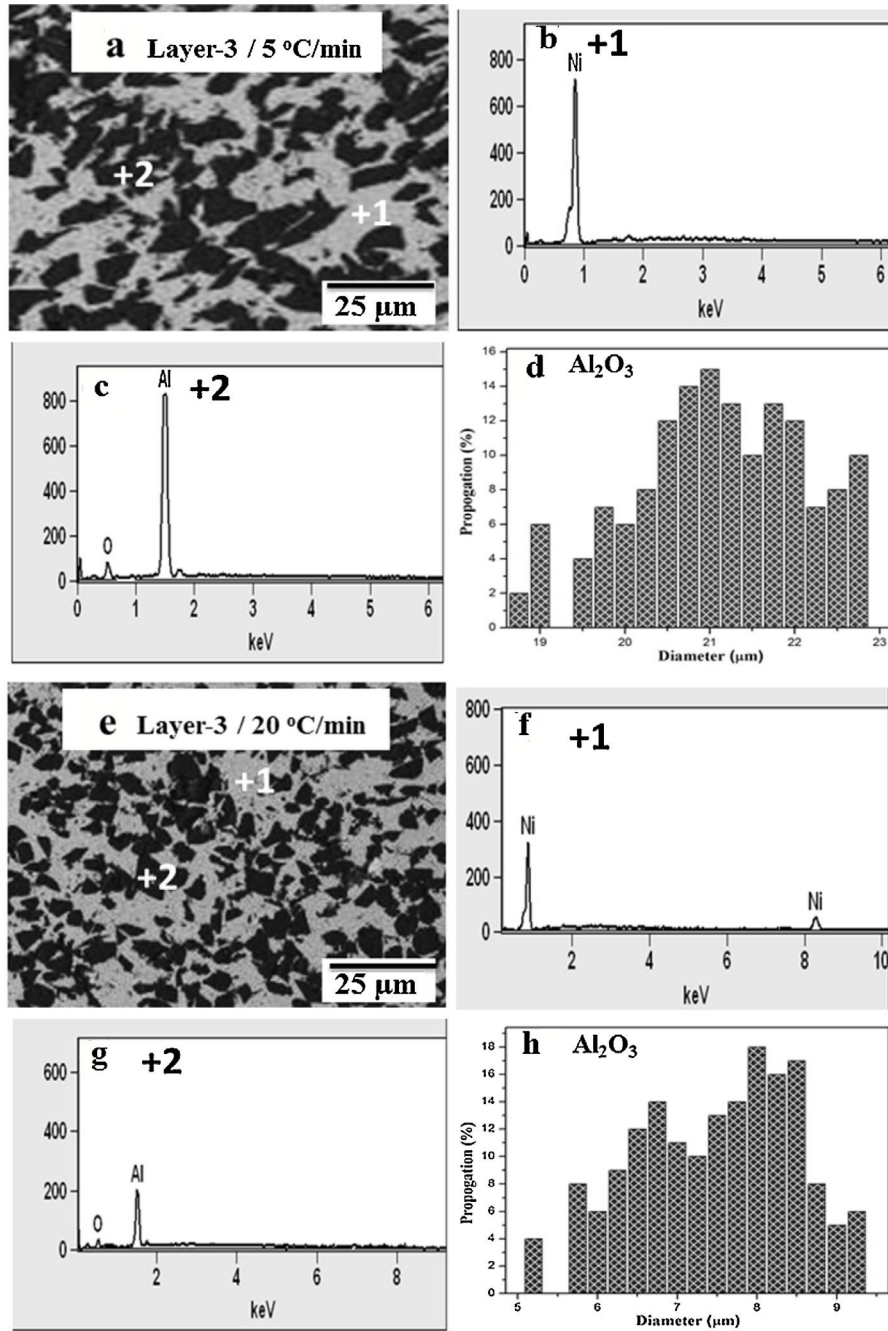 a Layer-3 / 5 °C/min
+2
+1
25 μm
b +1
Ni
800
600
400
200
0
0 1 2 3 4 5 6
keV
c Al +2
800
600
400
200
0
O
0 1 2 3 4 5 6
keV
d Al₂O₃
Propogation (%)
16
14
12
10
8
6
4
2
0
19 20 21 22 23
Diameter (μm)
e Layer-3 / 20 °C/min
+1
+2
25 μm
f +1
800
600
400
200
0
Ni
Ni
2 4 6 8 10
keV
g +2
600
400
200
0
Al
O
2 4 6 8
keV
h Al₂O₃
Propogation (%)
18
16
14
12
10
8
6
4
2
0
5 6 7 8 9
Diameter (μm)